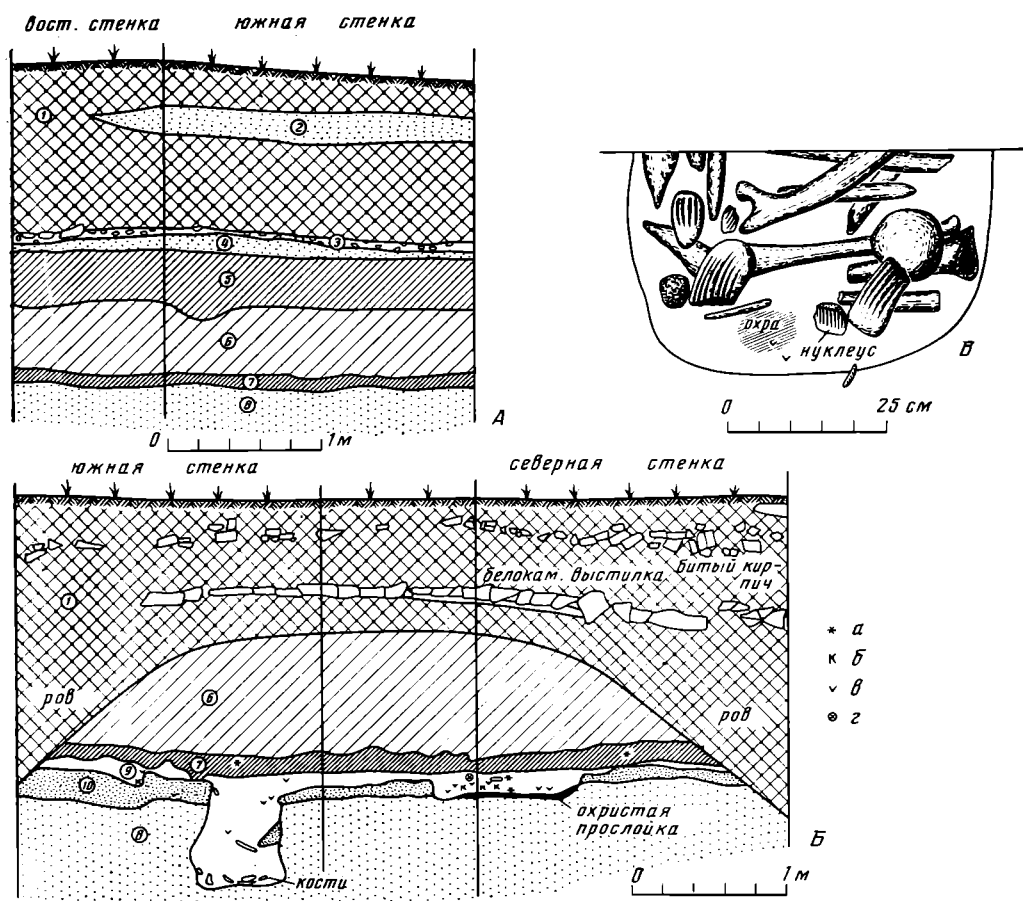 вост. стенка южная стенка
1
2
3
4
5
6
7
8
А
0 1 м
охра
нуклеус
В
0 25 см
южная стенка северная стенка
белокам. выстилка
битый кир-
пич
1
ров
6
ров
7
9
10
8
охристая
прослойка
кости
Б
0 1 м
а
б
в
г